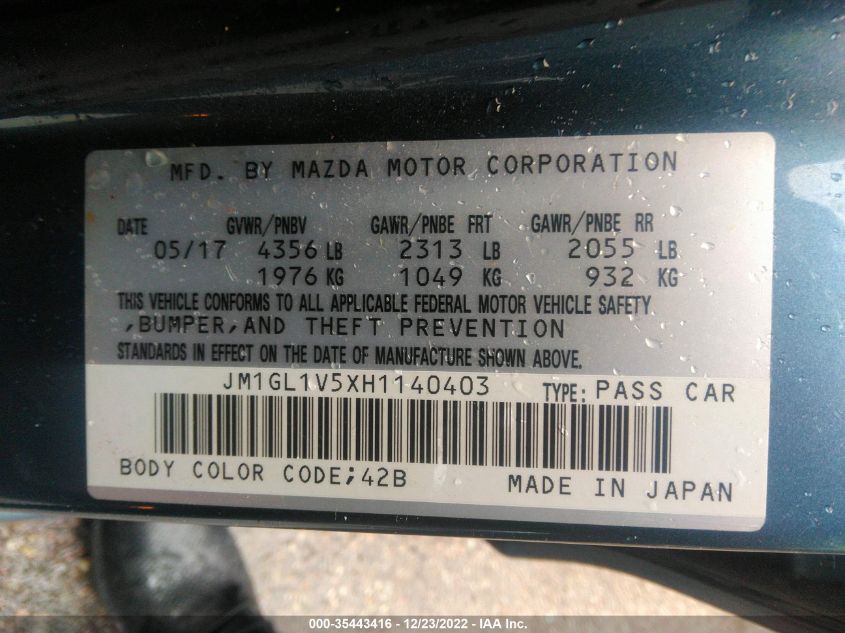 MFD. BY MAZDA MOTOR CORPORATION
DATE GVWR/PNBV GAWR/PNBE FRT GAWR/PNBE RR
05/17 4356 LB 2313 LB 2055 LB
1976 KG 1049 KG 932 KG
THIS VEHICLE CONFORMS TO ALL APPLICABLE FEDERAL MOTOR VEHICLE SAFETY
,BUMPER,AND THEFT PREVENTION
STANDARDS IN EFFECT ON THE DATE OF MANUFACTURE SHOWN ABOVE.
JM1GL1V5XH1140403 TYPE: PASS CAR
BODY COLOR CODE;42B MADE IN JAPAN
000-35443416 - 12/23/2022 - IAA Inc.